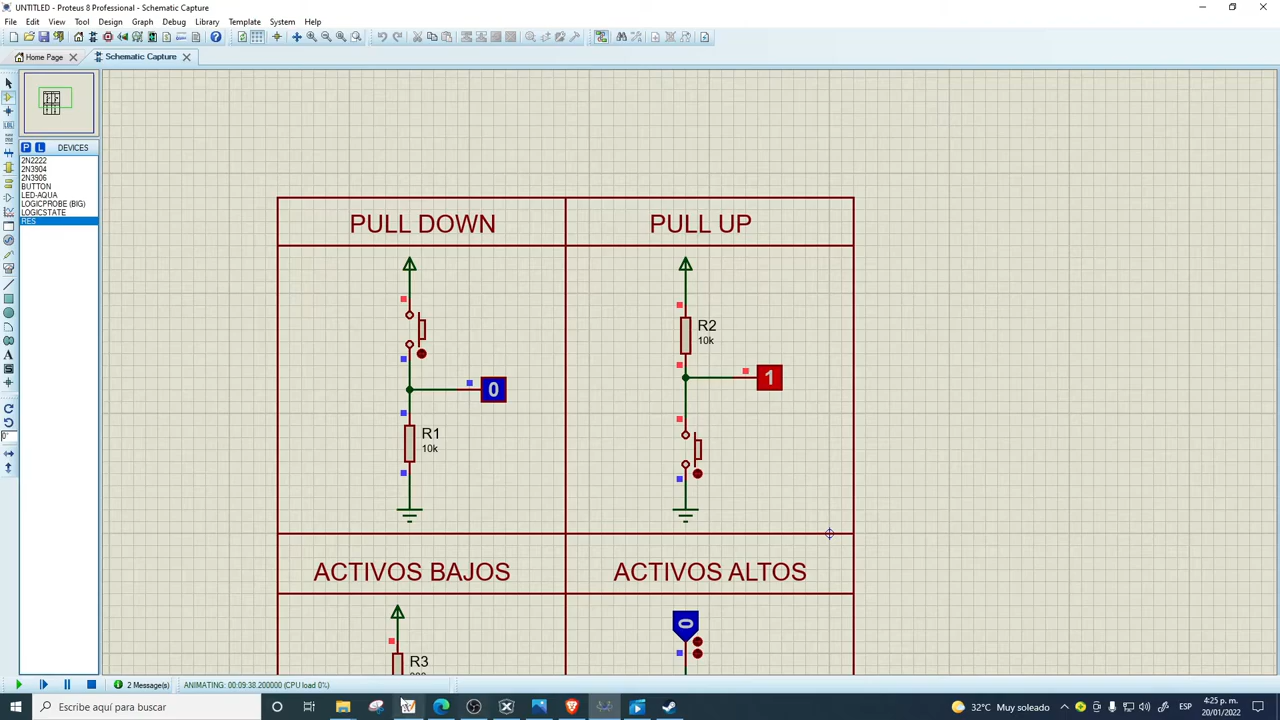 UNTITLED - Proteus 8 Professional - Schematic Capture
File Edit View Tool Design Graph Debug Library Template System Help
Home Page
Schematic Capture
P L DEVICES
2N2222
2N3904
2N3906
BUTTON
LED-AQUA
LOGICPROBE (BIG)
LOGICSTATE
RES
PULL DOWN
PULL UP
R2
10k
1
0
R1
10k
ACTIVOS BAJOS
ACTIVOS ALTOS
0
R3
2 Message(s)
ANIMATING: 00:09:38.200000 (CPU load 0%)
Escribe aquí para buscar
32°C Muy soleado
ESP
4:25 p. m.
20/01/2022